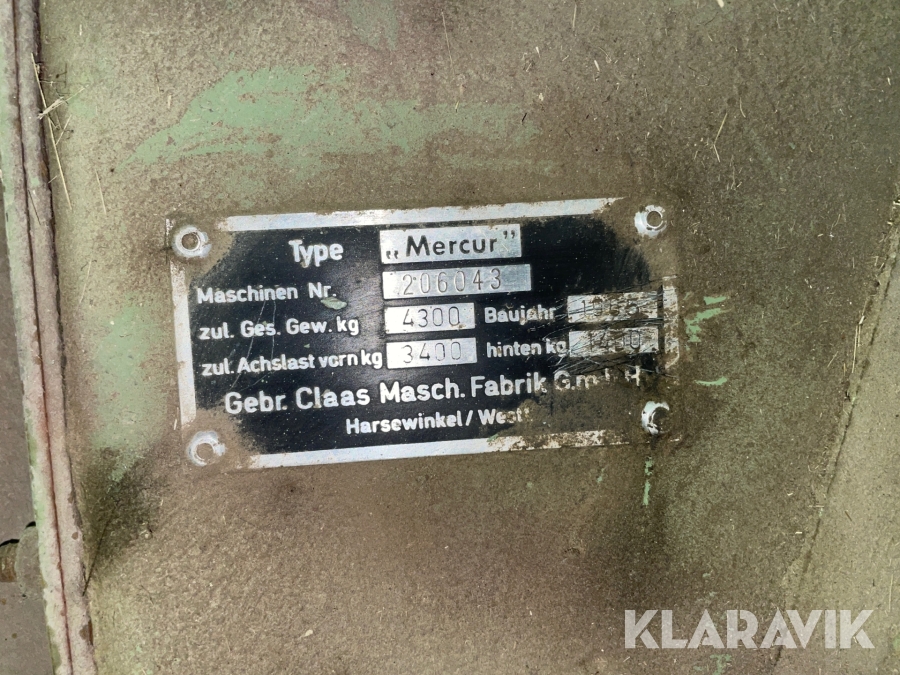 Type „Mercur”
Maschinen Nr. 206043
zul. Ges. Gew. kg 4300 Baujahr
zul. Achslast vorn kg 3400 hinten kg
Gebr. Claas Masch. Fabrik G.m.b.H
Harsewinkel/Westf
KLARAVIK